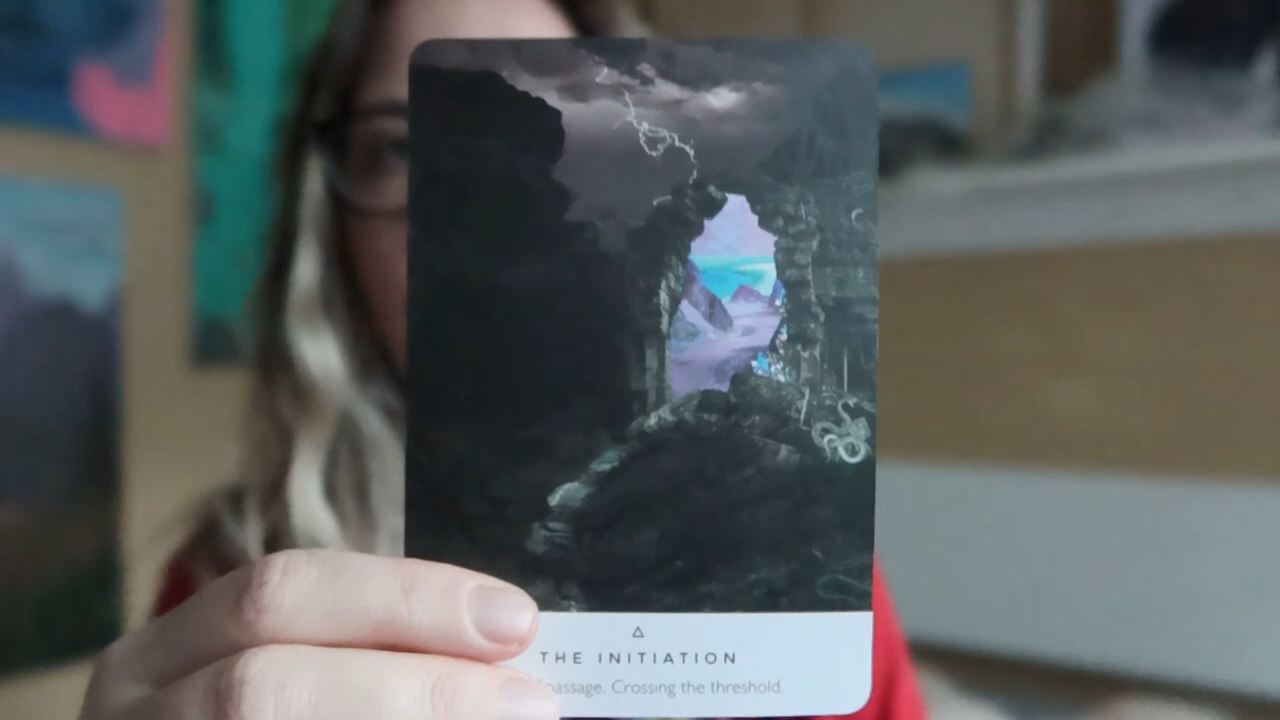 THE INITIATION
passage. Crossing the threshold.